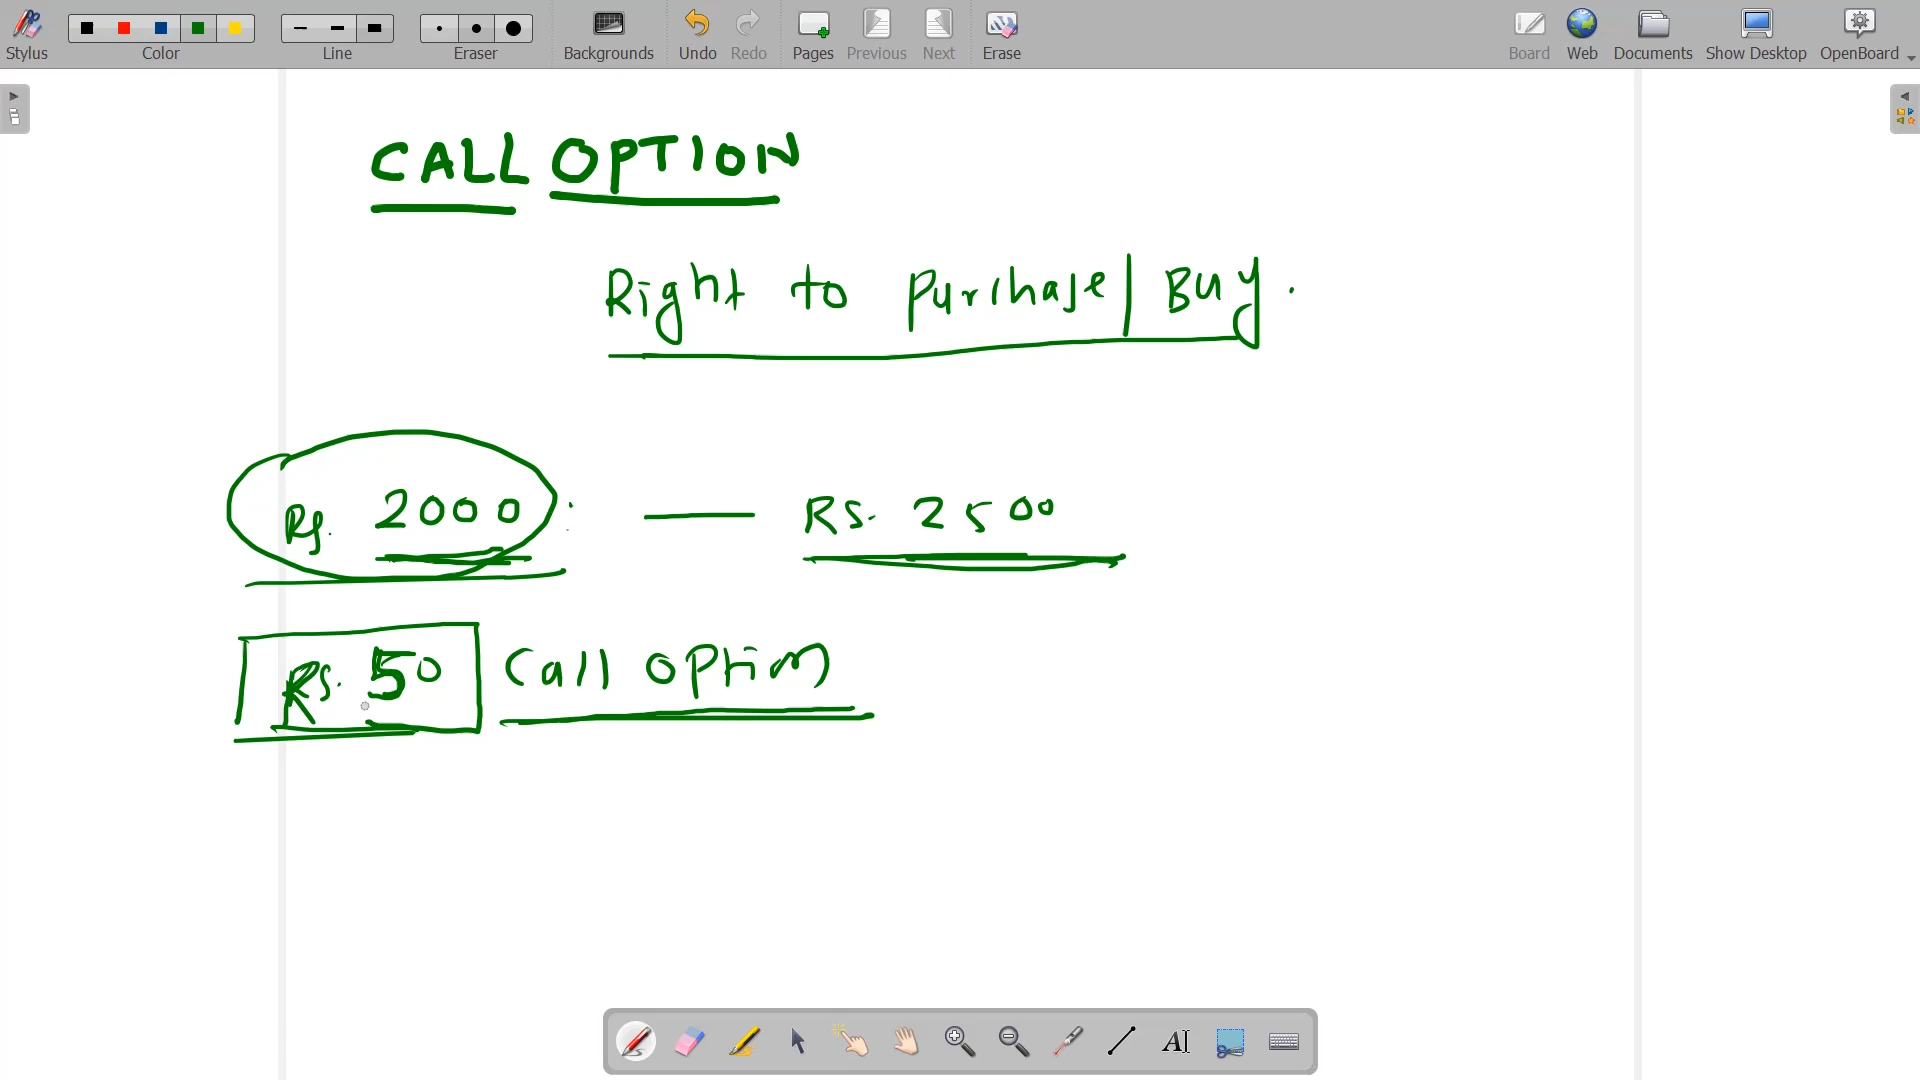 Stylus Color Line Eraser Backgrounds Undo Redo Pages Previous Next Erase Board Web Documents Show Desktop OpenBoard
CALL OPTION
Right to Purchase | Buy.
Rs. 2000 — RS. 2500
Rs. 50 Call option
AI